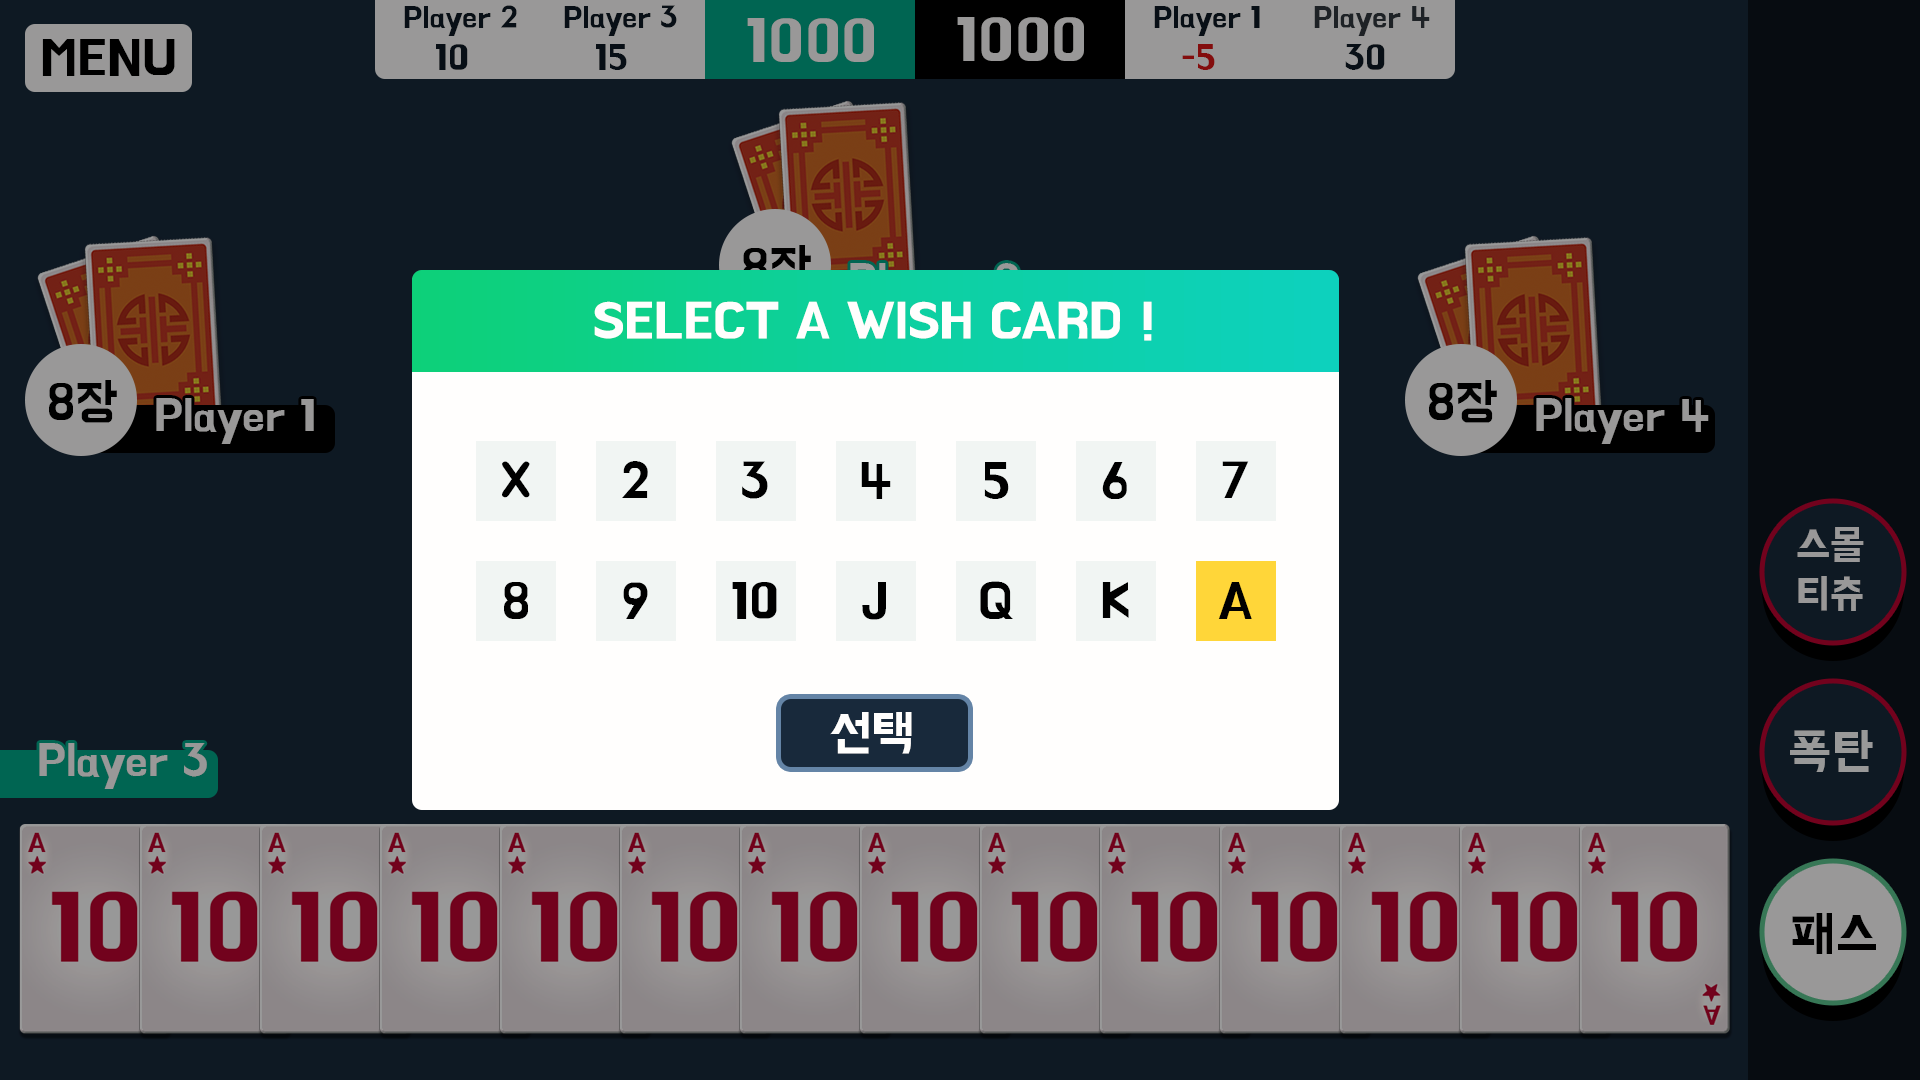 MENU
Player 2
10
Player 3
15
1000
1000
Player 1
-5
Player 4
30
8장
8장
Player 1
8장
Player 4
SELECT A WISH CARD !
X 2 3 4 5 6 7
8 9 10 J Q K A
선택
스몰
티츄
폭탄
패스
Player 3
A A A A A A A A A A A A A A
10 10 10 10 10 10 10 10 10 10 10 10 10 10
A